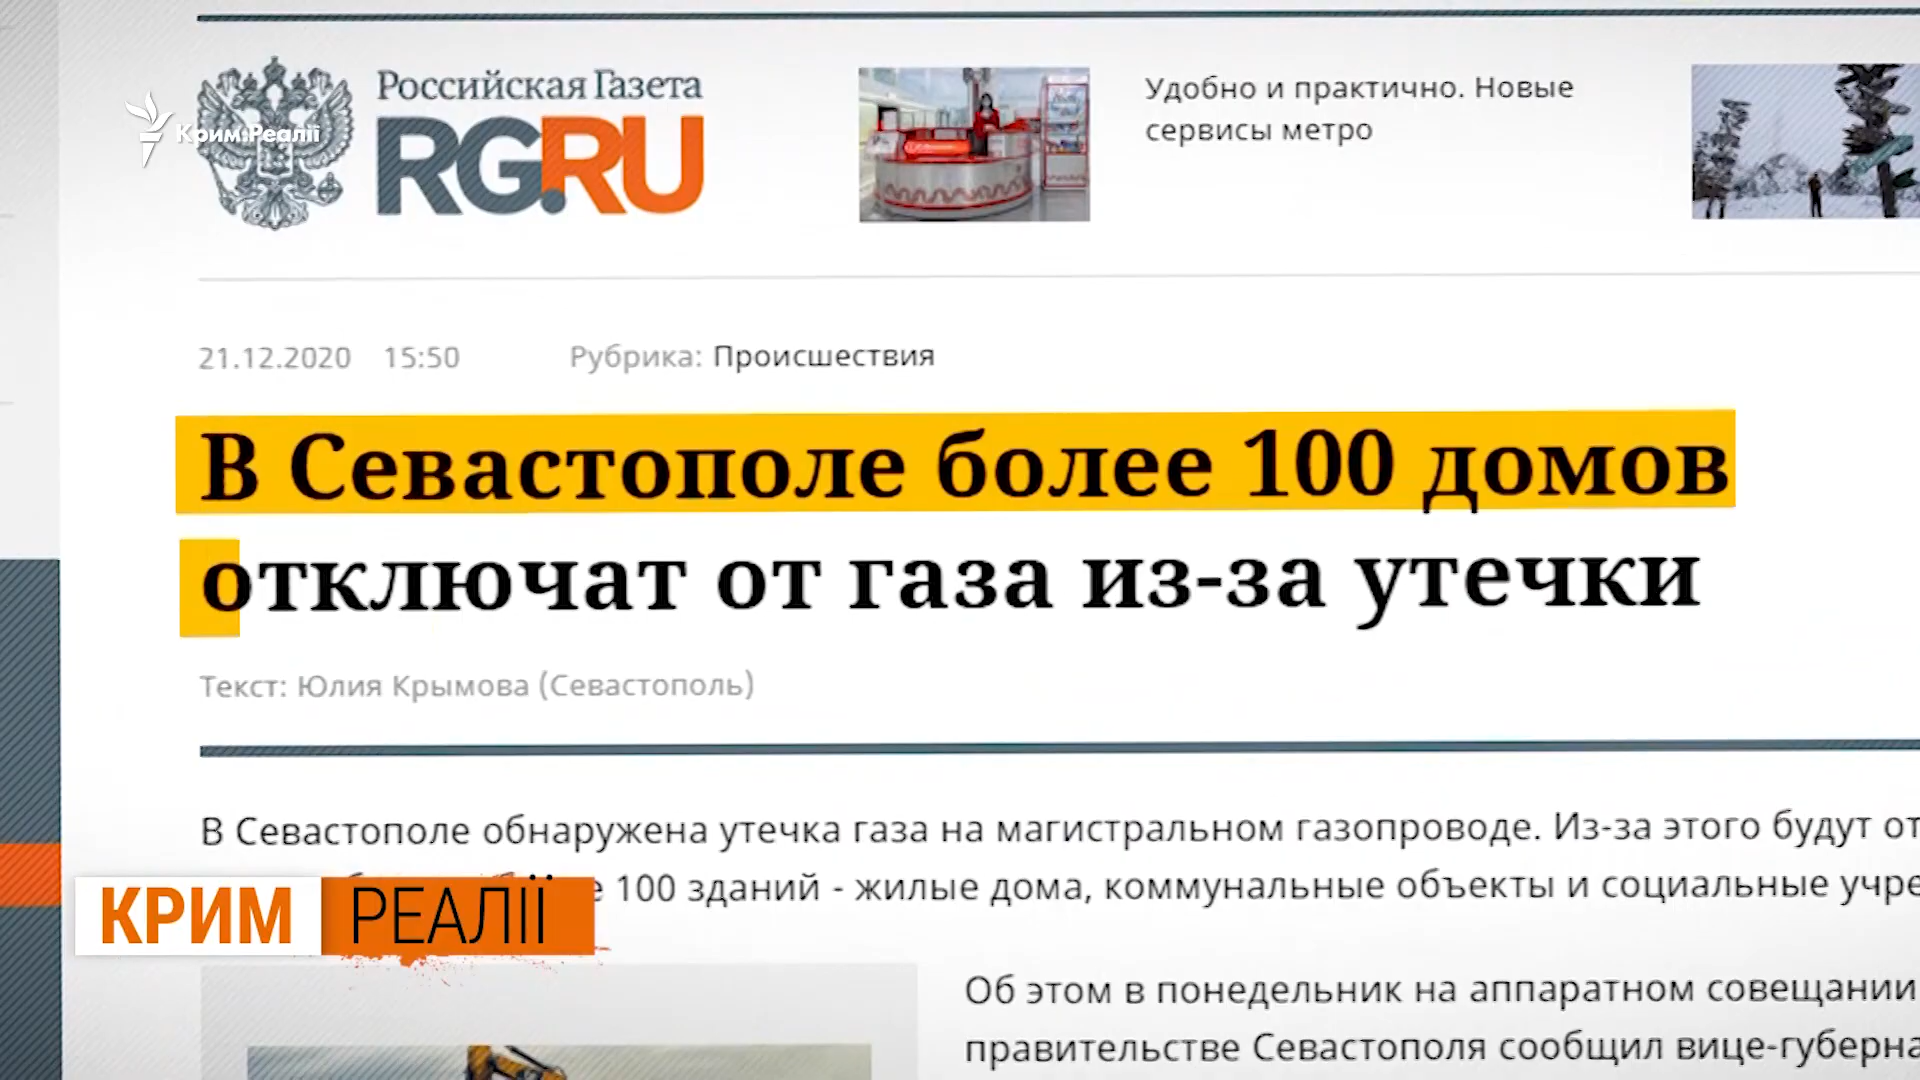 Российская Газета
RG.RU
Крим.Реалії
Удобно и практично. Новые
сервисы метро
21.12.2020 15:50 Рубрика: Происшествия
В Севастополе более 100 домов
отключат от газа из-за утечки
Текст: Юлия Крымова (Севастополь)
В Севастополе обнаружена утечка газа на магистральном газопроводе. Из-за этого будут от
100 зданий - жилые дома, коммунальные объекты и социальные учре
КРИМ РЕАЛІЇ
Об этом в понедельник на аппаратном совещании
правительстве Севастополя сообщил вице-губерна